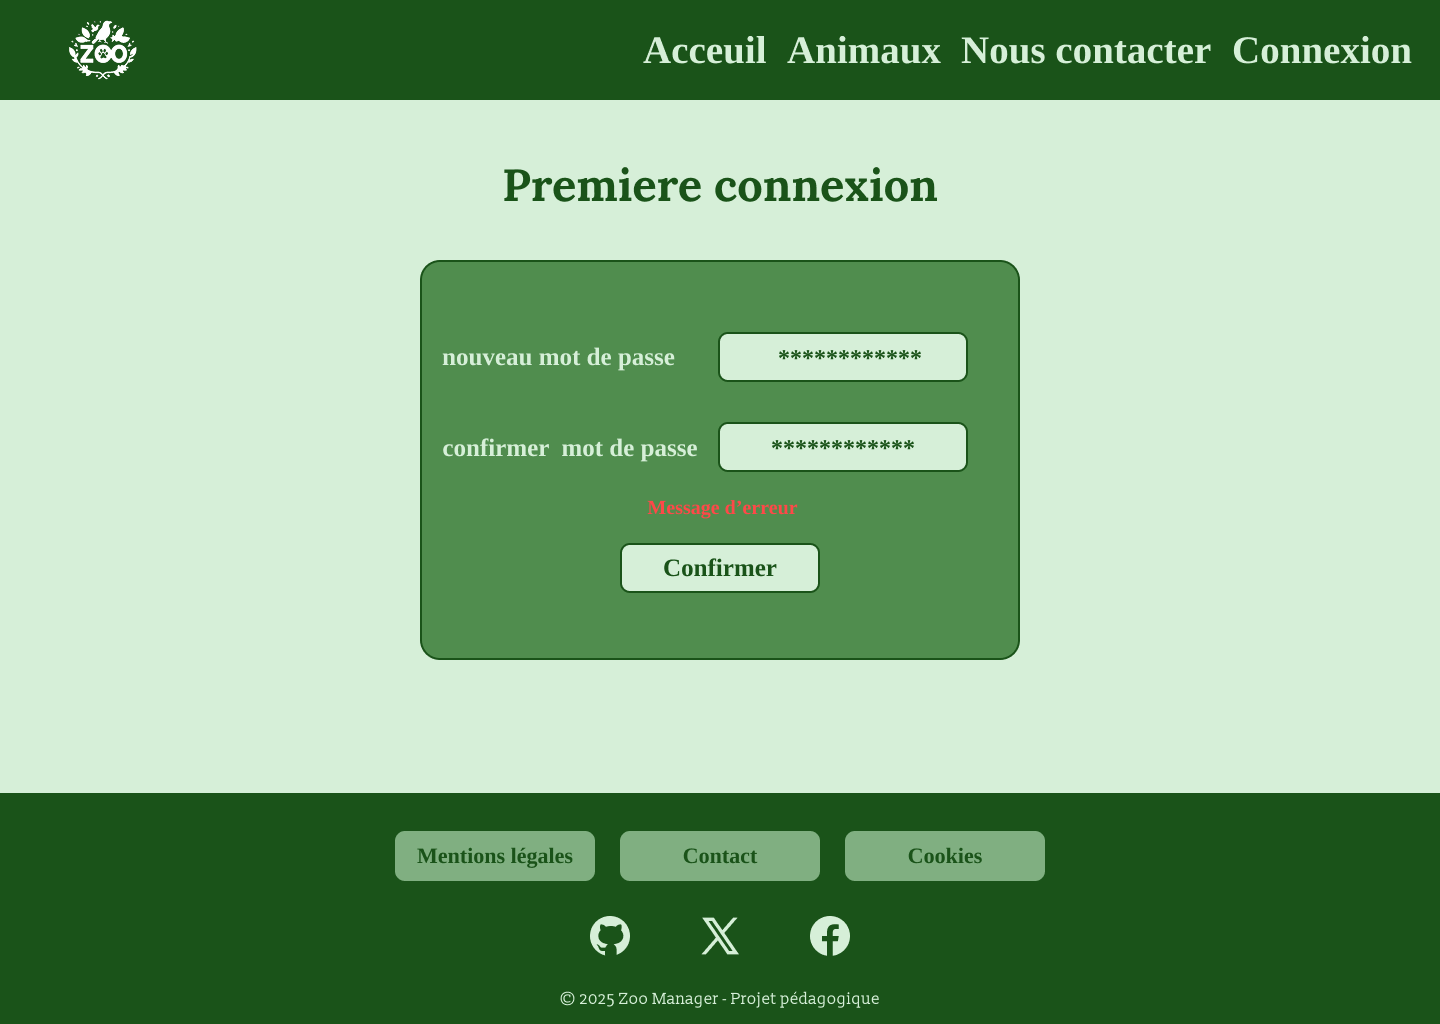 ZOO
Acceuil Animaux Nous contacter Connexion
Premiere connexion
nouveau mot de passe ************
confirmer mot de passe ************
Message d’erreur
Confirmer
Mentions légales Contact Cookies
© 2025 Zoo Manager - Projet pédagogique